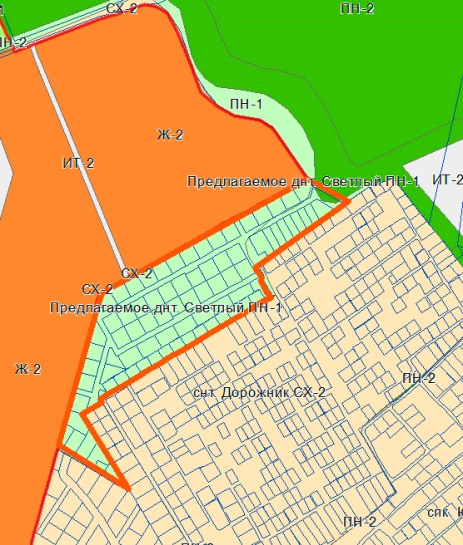 СХ-2
ПН-2
ПН-2
ПН-1
Ж-2
ИТ-2
Предлагаемое днт. Светлый ПН-1
ИТ-2
СХ-2
СХ-2
Предлагаемое днт. Светлый ПН-1
Ж-2
ПН-2
снт. Дорожник СХ-2
спк.
ПН-2